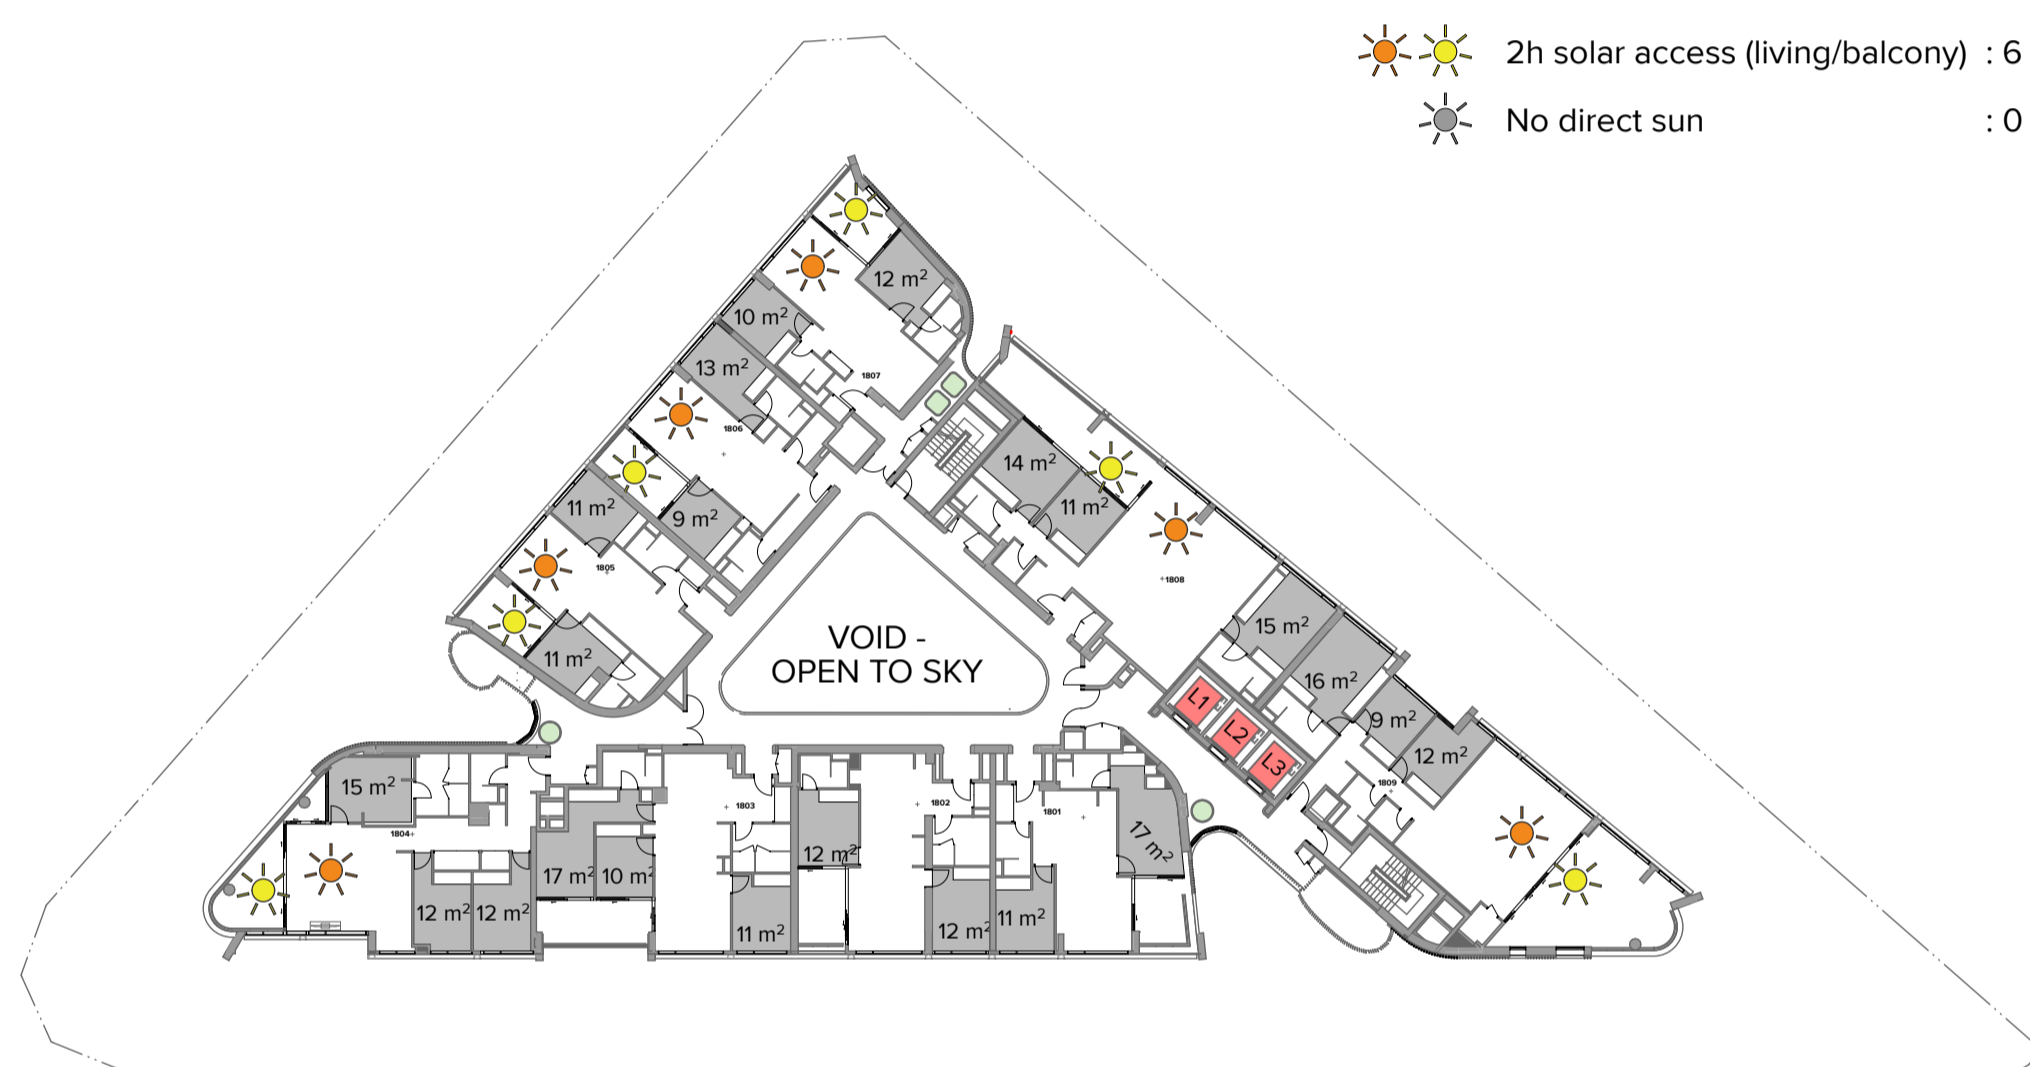 2h solar access (living/balcony) : 6
No direct sun : 0
12 m²
10 m²
13 m²
1807
1806
14 m²
11 m²
11 m²
9 m²
1805
1808
11 m²
VOID -
OPEN TO SKY
15 m²
16 m²
L1
L2
L3
9 m²
12 m²
1809
15 m²
1804
1803
1802
1801
17 m²
12 m²
17 m²
10 m²
12 m²
12 m²
11 m²
12 m²
11 m²